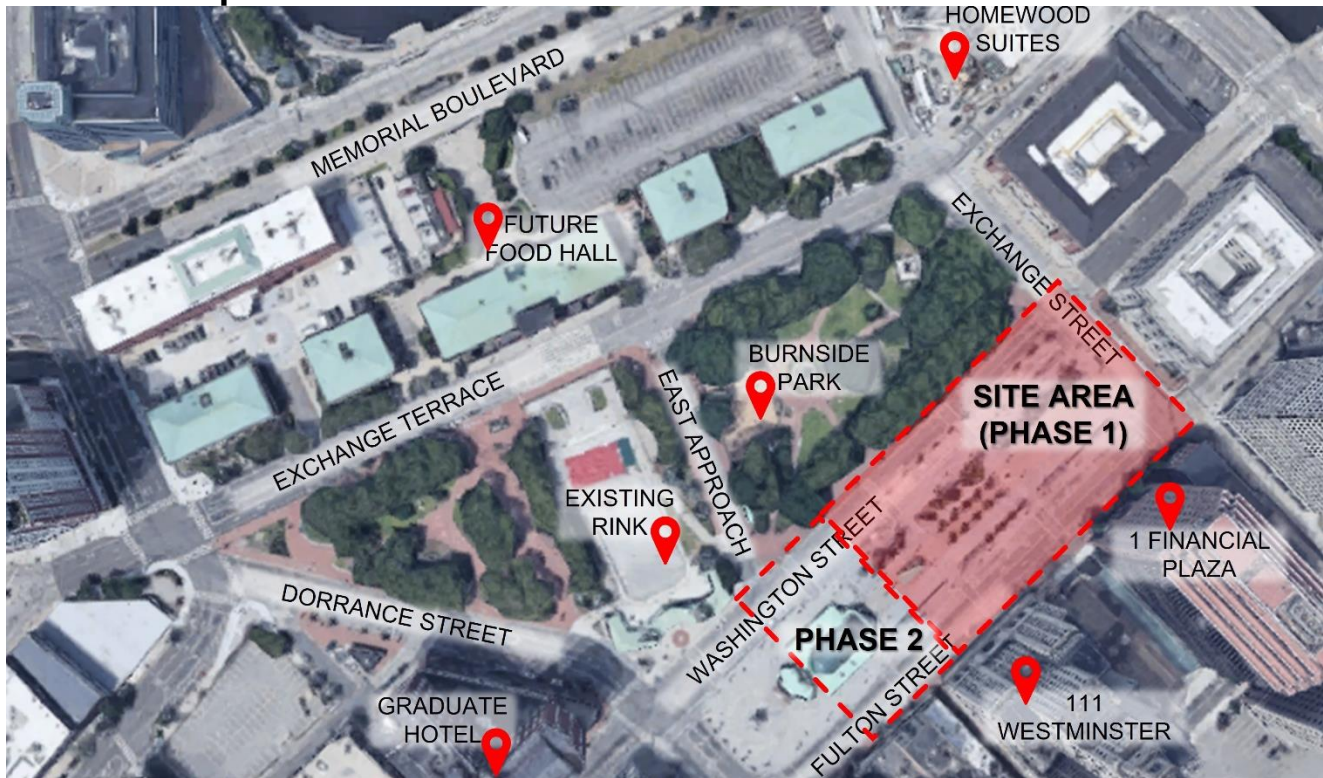 HOMEWOOD
SUITES
MEMORIAL BOULEVARD
FUTURE
FOOD HALL
EXCHANGE STREET
BURNSIDE
PARK
SITE AREA
(PHASE 1)
EXCHANGE TERRACE
EAST APPROACH
EXISTING
RINK
WASHINGTON STREET
1 FINANCIAL
PLAZA
DORRANCE STREET
PHASE 2
FULTON STREET
GRADUATE
HOTEL
111
WESTMINSTER